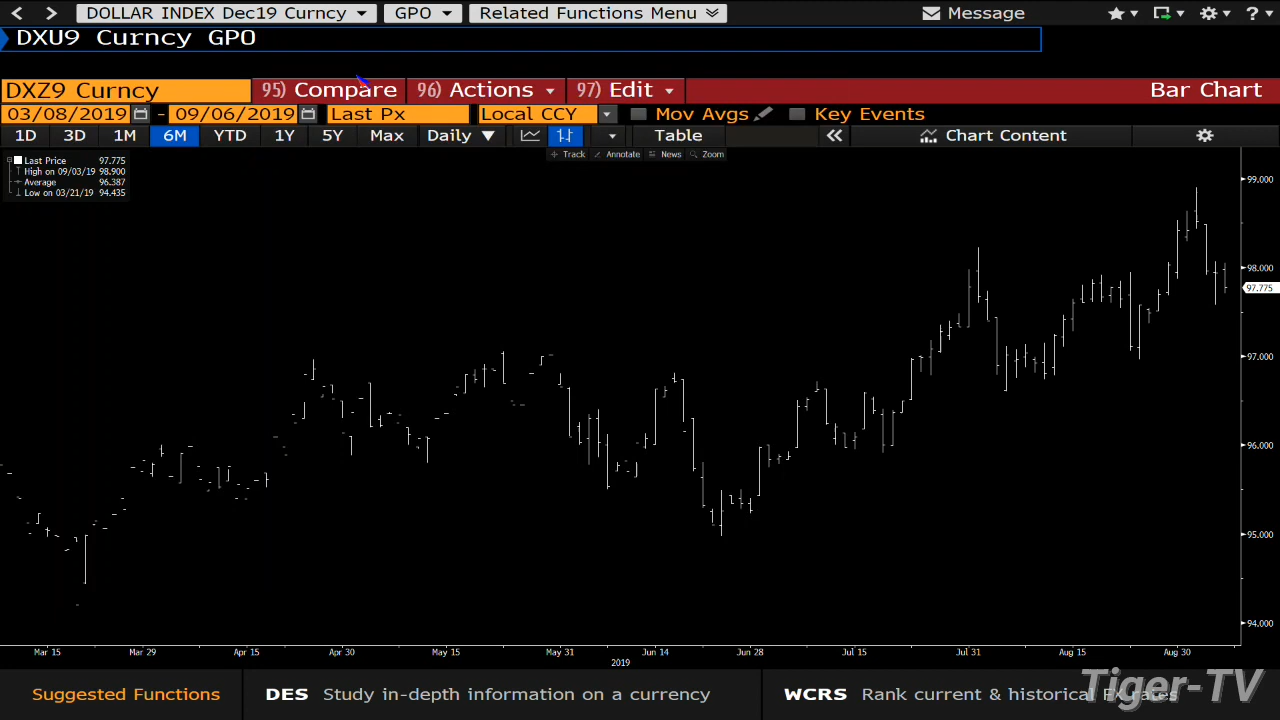 DOLLAR INDEX Dec19 Curncy GPO Related Functions Menu Message ?
DXU9 Curncy GPO
DXZ9 Curncy 95) Compare 96) Actions 97) Edit Bar Chart
03/08/2019 - 09/06/2019 Last Px Local CCY Mov Avgs Key Events
1D 3D 1M 6M YTD 1Y 5Y Max Daily Table Chart Content
Track Annotate News Zoom
Last Price 97.775
High on 09/03/19 98.900
Average 96.387
Low on 03/21/19 94.435
99.000
98.000
97.775
97.000
96.000
95.000
94.000
Mar 15 Mar 29 Apr 15 Apr 30 May 15 May 31 Jun 14 Jun 28 Jul 15 Jul 31 Aug 15 Aug 30
2019
Suggested Functions DES Study in-depth information on a currency WCRS Rank current & historical FX rates
Tiger-TV